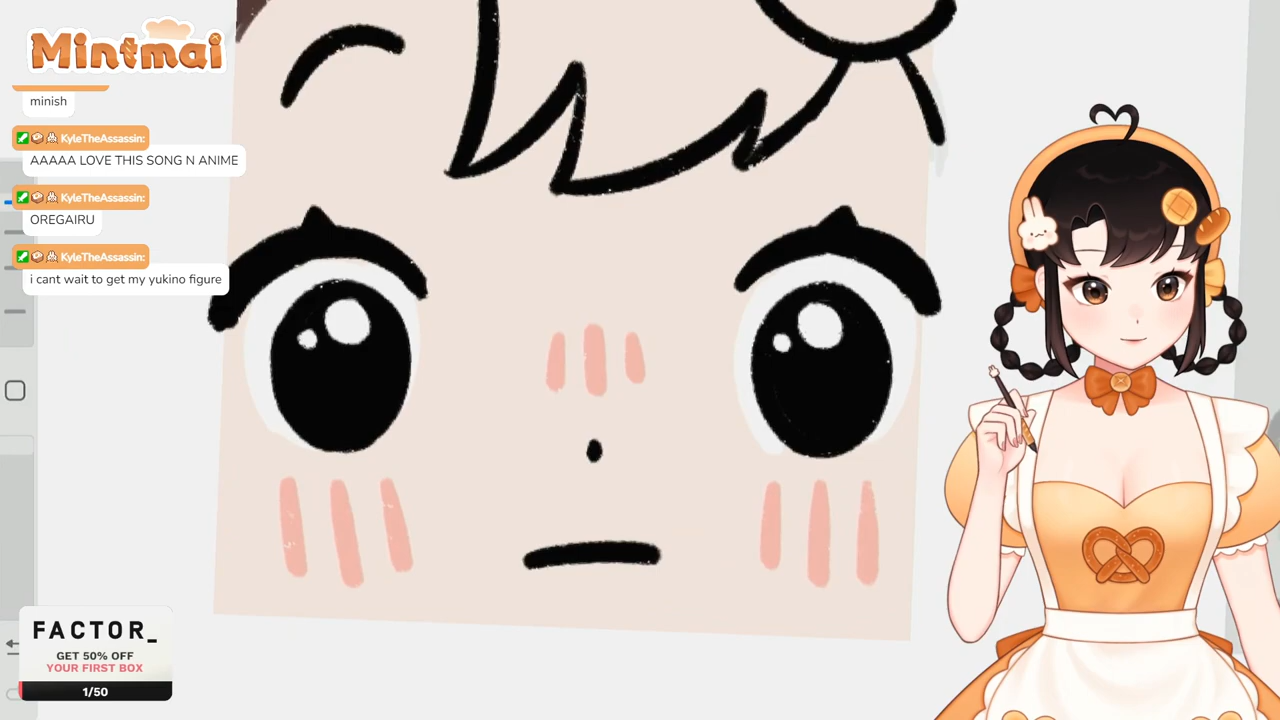 Mintmai
minish
KyleTheAssassin:
AAAAA LOVE THIS SONG N ANIME
KyleTheAssassin:
OREGAIRU
KyleTheAssassin:
i cant wait to get my yukino figure
FACTOR_
GET 50% OFF
YOUR FIRST BOX
1/50